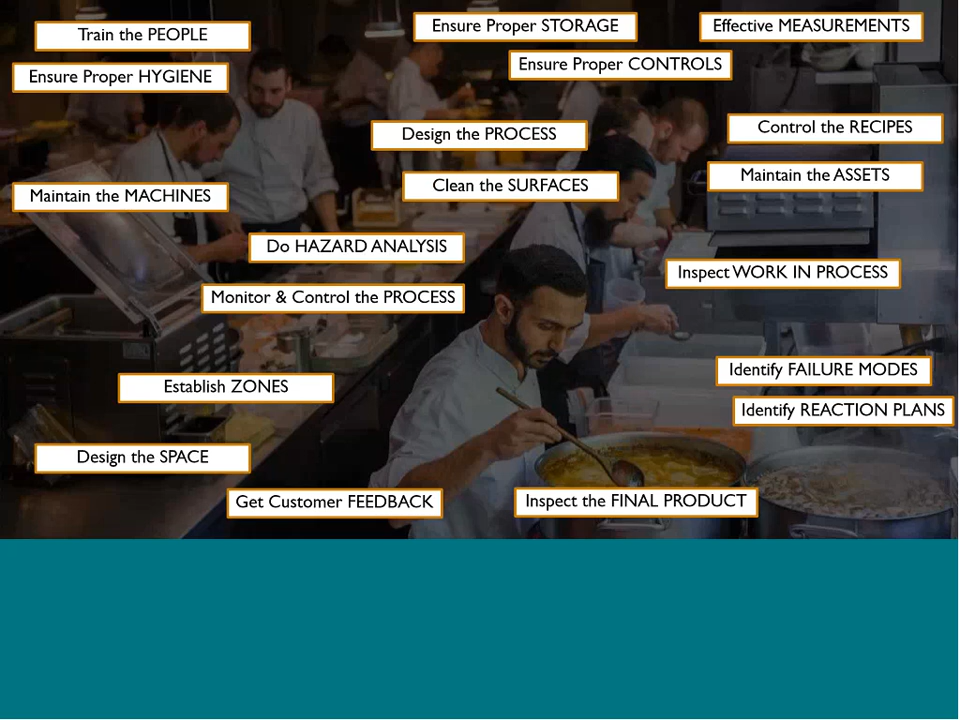 Train the PEOPLE
Ensure Proper STORAGE
Effective MEASUREMENTS
Ensure Proper HYGIENE
Ensure Proper CONTROLS
Design the PROCESS
Control the RECIPES
Maintain the MACHINES
Clean the SURFACES
Maintain the ASSETS
Do HAZARD ANALYSIS
Inspect WORK IN PROCESS
Monitor & Control the PROCESS
Establish ZONES
Identify FAILURE MODES
Identify REACTION PLANS
Design the SPACE
Get Customer FEEDBACK
Inspect the FINAL PRODUCT